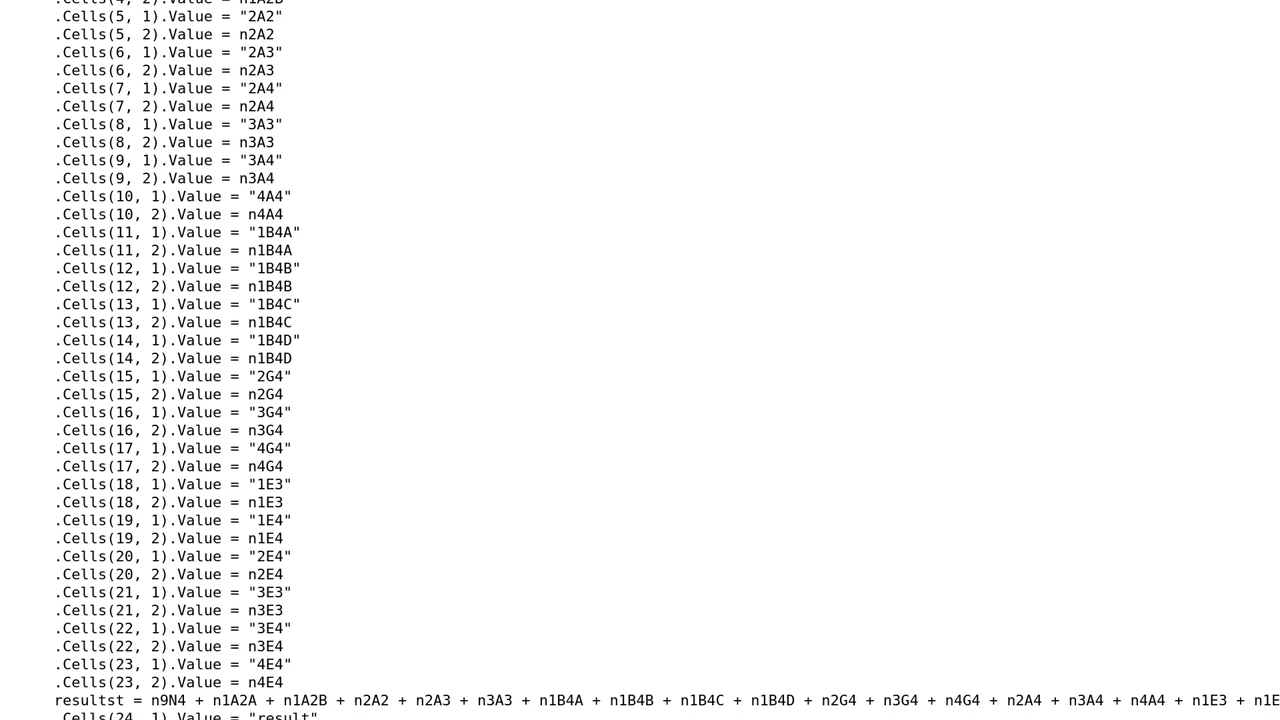 .Cells(4, 2).Value = n1A2B
.Cells(5, 1).Value = "2A2"
.Cells(5, 2).Value = n2A2
.Cells(6, 1).Value = "2A3"
.Cells(6, 2).Value = n2A3
.Cells(7, 1).Value = "2A4"
.Cells(7, 2).Value = n2A4
.Cells(8, 1).Value = "3A3"
.Cells(8, 2).Value = n3A3
.Cells(9, 1).Value = "3A4"
.Cells(9, 2).Value = n3A4
.Cells(10, 1).Value = "4A4"
.Cells(10, 2).Value = n4A4
.Cells(11, 1).Value = "1B4A"
.Cells(11, 2).Value = n1B4A
.Cells(12, 1).Value = "1B4B"
.Cells(12, 2).Value = n1B4B
.Cells(13, 1).Value = "1B4C"
.Cells(13, 2).Value = n1B4C
.Cells(14, 1).Value = "1B4D"
.Cells(14, 2).Value = n1B4D
.Cells(15, 1).Value = "2G4"
.Cells(15, 2).Value = n2G4
.Cells(16, 1).Value = "3G4"
.Cells(16, 2).Value = n3G4
.Cells(17, 1).Value = "4G4"
.Cells(17, 2).Value = n4G4
.Cells(18, 1).Value = "1E3"
.Cells(18, 2).Value = n1E3
.Cells(19, 1).Value = "1E4"
.Cells(19, 2).Value = n1E4
.Cells(20, 1).Value = "2E4"
.Cells(20, 2).Value = n2E4
.Cells(21, 1).Value = "3E3"
.Cells(21, 2).Value = n3E3
.Cells(22, 1).Value = "3E4"
.Cells(22, 2).Value = n3E4
.Cells(23, 1).Value = "4E4"
.Cells(23, 2).Value = n4E4
resultst = n9N4 + n1A2A + n1A2B + n2A2 + n2A3 + n3A3 + n1B4A + n1B4B + n1B4C + n1B4D + n2G4 + n3G4 + n4G4 + n2A4 + n3A4 + n4A4 + n1E3 + n1E
.Cells(24, 1).Value = "result"